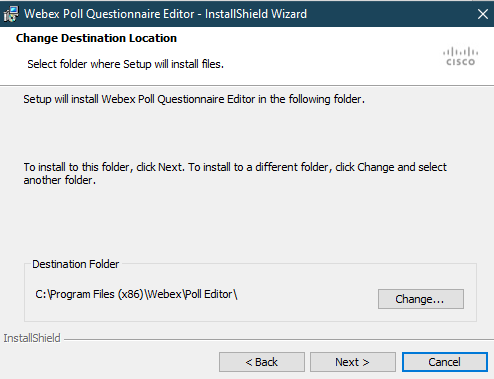 Webex Poll Questionnaire Editor - InstallShield Wizard
Change Destination Location
Select folder where Setup will install files.
CISCO
Setup will install Webex Poll Questionnaire Editor in the following folder.
To install to this folder, click Next. To install to a different folder, click Change and select
another folder.
Destination Folder
C:\Program Files (x86)\Webex\Poll Editor\
Change...
InstallShield
< Back
Next >
Cancel